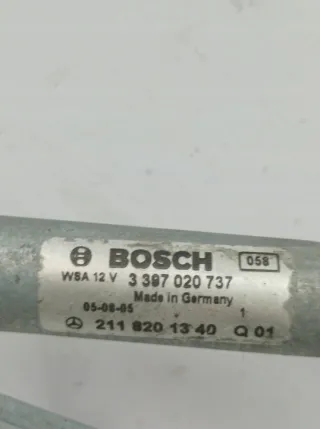 BOSCH 058
WSA 12 V 3 397 020 737
Made in Germany
05-08-05 1
211 820 13 40 Q 01